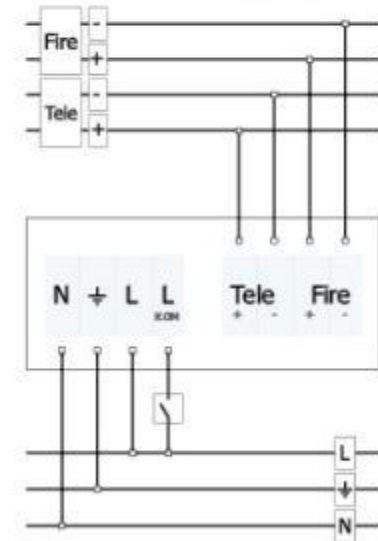 Fire -
+
Tele -
+
N ⏚ L L
Tele Fire
+ - + -
L
⏚
N